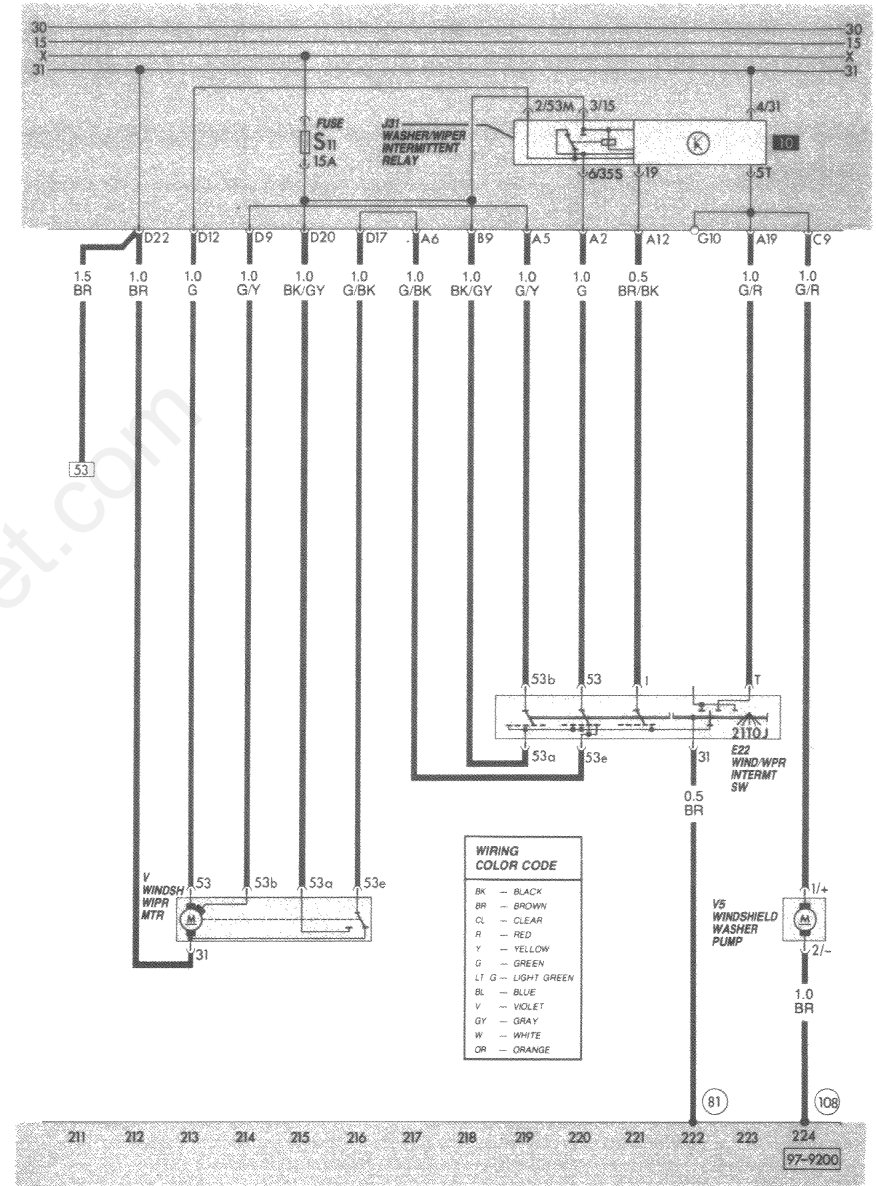 30 30
15 15
X X
31 31
2/53M 3/15 4/31
FUSE
S11
15A
J31
WASHER/WIPER
INTERMITTENT
RELAY
K
10
6/35S 19 5T
D22 D12 D9 D20 D17 A6 B9 A5 A2 A12 G10 A19 C9
1.5 1.0 1.0 1.0 1.0 1.0 1.0 1.0 1.0 1.0 0.5 1.0 1.0
BR BR G G/Y BK/GY G/BK G/BK BK/GY G/Y G BR/BK G/R G/R
53
et.com
53b 53 I T
21T0J
53a 53e 31
E22
WIND/WPR
INTERMT
SW
0.5
BR
WIRING
COLOR CODE
BK – BLACK
BR – BROWN
CL – CLEAR
R – RED
Y – YELLOW
G – GREEN
LT G – LIGHT GREEN
BL – BLUE
V – VIOLET
GY – GRAY
W – WHITE
OR – ORANGE
V
WINDSH
WIPR
MTR
53 53b 53a 53e
M
31
V5
WINDSHIELD
WASHER
PUMP
1/+
M
2/–
1.0
BR
81 108
211 212 213 214 215 216 217 218 219 220 221 222 223 224
97–9200